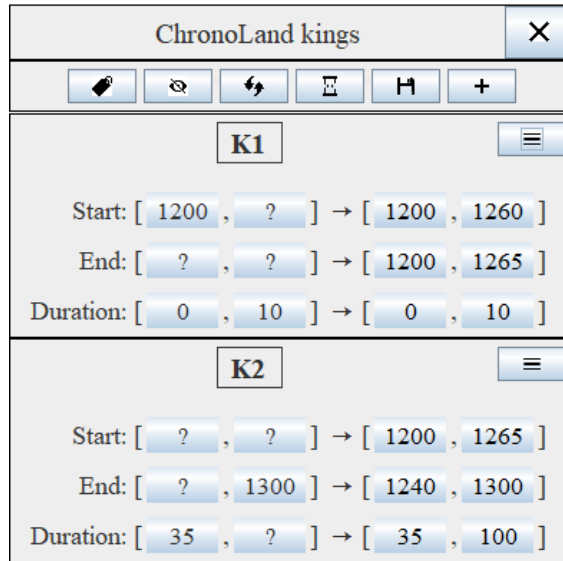 ChronoLand kings
K1
Start: [ 1200 , ? ] → [ 1200 , 1260 ]
End: [ ? , ? ] → [ 1200 , 1265 ]
Duration: [ 0 , 10 ] → [ 0 , 10 ]
K2
Start: [ ? , ? ] → [ 1200 , 1265 ]
End: [ ? , 1300 ] → [ 1240 , 1300 ]
Duration: [ 35 , ? ] → [ 35 , 100 ]